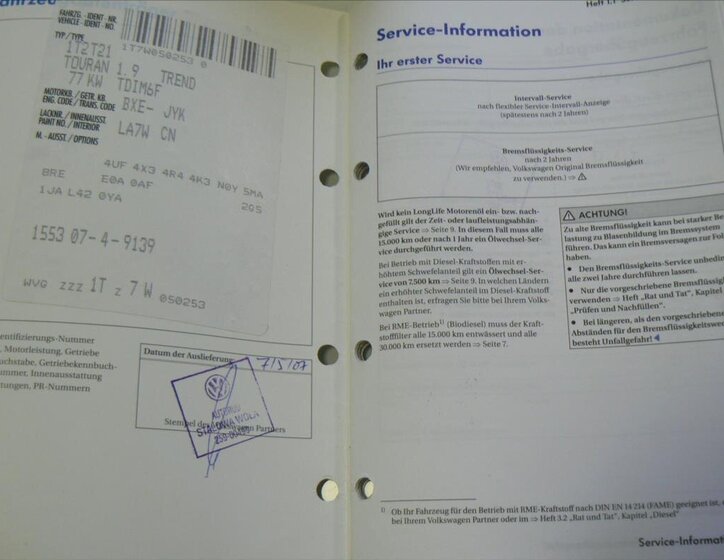 FAHRZG. - IDENT - NR.
VEHICLE - IDENT - NO.
1T7W050253 0
TYP / TYPE
1T2T21
TOURAN 1.9 TREND
77 KW TDIM6F
MOTORKB. / GETR. KB.
ENG. CODE / TRANS. CODE
BXE- JYK
LACKNR. / INNENAUSST.
PAINT NO. / INTERIOR
LA7W CN
M. - AUSST. / OPTIONS
4UF 4X3 4R4 4K3 N0Y 5MA
8RE E0A 0AF 2QS
1JA L42 0YA
1553 07-4-9139
WVG ZZZ 1T Z 7 W 050253
entifizierungs-Nummer
, Motorleistung, Getriebe
chstabe, Getriebekennbuch-
ummer, Innenausstattung
tungen, PR-Nummern
Datum der Auslieferung
7/5/07
STALOWA WOLA
Heft 1.1
Service-Information
Ihr erster Service
Intervall-Service
nach flexibler Service-Intervall-Anzeige
(spätestens nach 2 Jahren)
Bremsflüssigkeits-Service
nach 2 Jahren
(Wir empfehlen, Volkswagen Original Bremsflüssigkeit
zu verwenden.) ⇒ ⚠
Wird kein LongLife Motorenöl ein- bzw. nach-
gefüllt gilt der Zeit- oder laufleistungsabhän-
gige Service ⇒ Seite 9. In diesem Fall muss alle
15.000 km oder nach 1 Jahr ein Ölwechsel-Ser-
vice durchgeführt werden.
Bei Betrieb mit Diesel-Kraftstoffen mit er-
höhtem Schwefelanteil gilt ein Ölwechsel-Ser-
vice von 7.500 km ⇒ Seite 9. In welchen Ländern
ein erhöhter Schwefelanteil im Diesel-Kraftstoff
enthalten ist, erfragen Sie bitte bei Ihrem Volks-
wagen Partner.
Bei RME-Betrieb1) (Biodiesel) muss der Kraft-
stofffilter alle 15.000 km entwässert und alle
30.000 km ersetzt werden ⇒ Seite 7.
⚠ ACHTUNG!
Zu alte Bremsflüssigkeit kann bei starker Be
lastung zu Blasenbildung im Bremssystem
führen. Das kann ein Bremsversagen zur Fol
haben.
• Den Bremsflüssigkeits-Service unbedin
alle zwei Jahre durchführen lassen.
• Nur die vorgeschriebene Bremsflüssig
verwenden ⇒ Heft „Rat und Tat", Kapitel
„Prüfen und Nachfüllen".
• Bei längeren, als den vorgeschriebene
Abständen für den Bremsflüssigkeitswe
besteht Unfallgefahr!
1) Ob Ihr Fahrzeug für den Betrieb mit RME-Kraftstoff nach DIN EN 14 214 (FAME) geeignet ist,
bei Ihrem Volkswagen Partner oder im ⇒ Heft 3.2 „Rat und Tat", Kapitel „Diesel"
Service-Informat